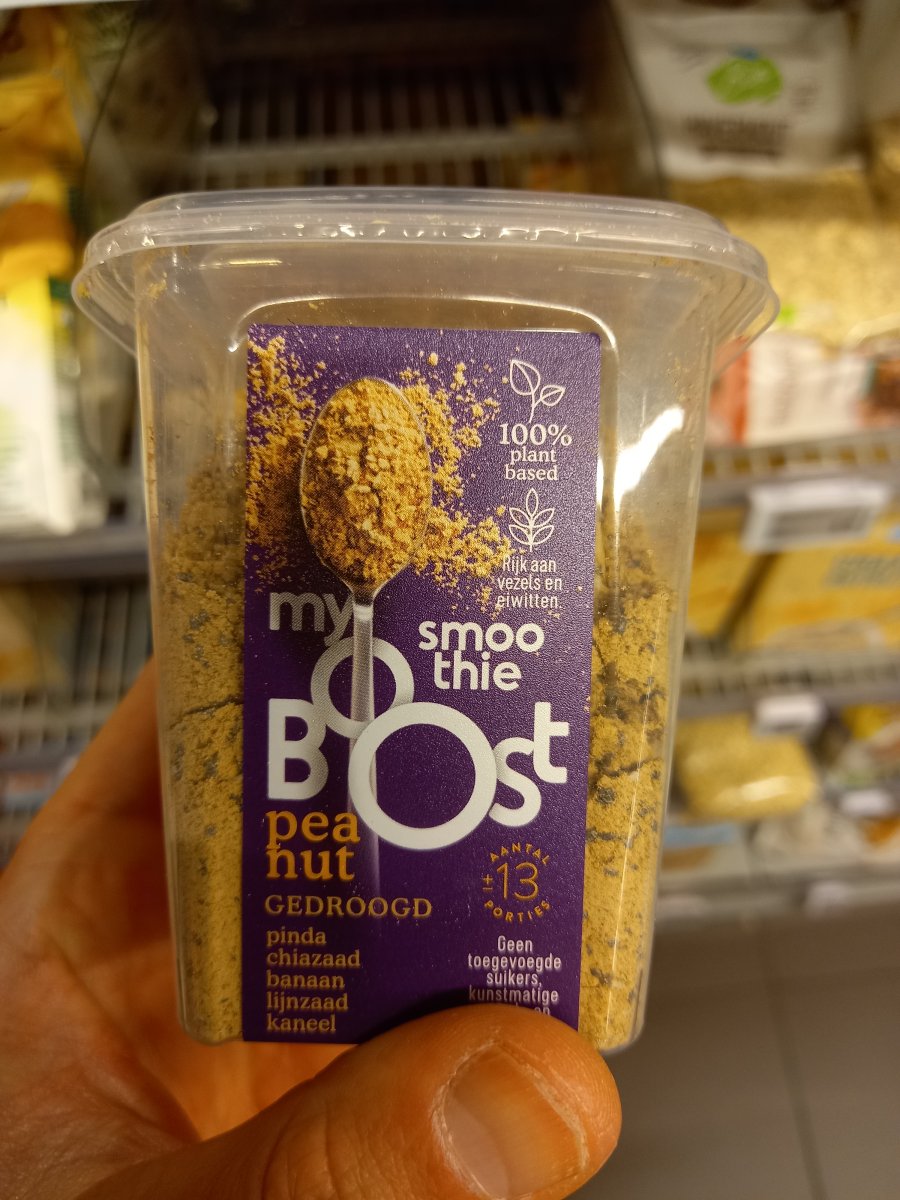 100%
plant
based
Rijk aan
vezels en
eiwitten
my
smoo
thie
BOOst
pea
nut
GEDROOGD
pinda
chiazaad
banaan
lijnzaad
kaneel
AANTAL
±13
PORTIES
Geen
toegevoegde
suikers,
kunstmatige